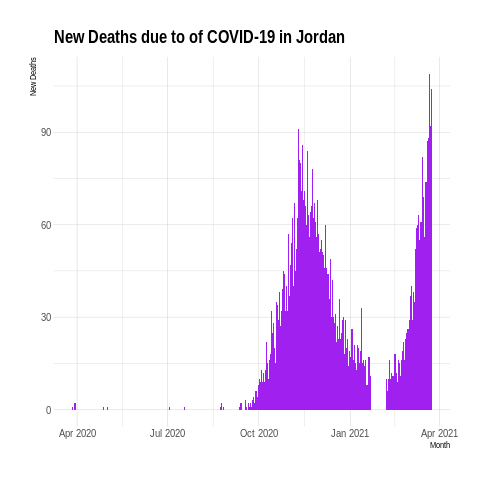 New Deaths due to of COVID-19 in Jordan
New Deaths
90
60
30
0
Apr 2020 Jul 2020 Oct 2020 Jan 2021 Apr 2021
Month